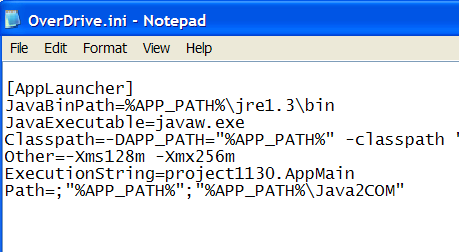 OverDrive.ini - Notepad
File Edit Format View Help
[AppLauncher]
JavaBinPath=%APP_PATH%\jre1.3\bin
JavaExecutable=javaw.exe
Classpath=-DAPP_PATH="%APP_PATH%" -classpath "
Other=-Xms128m -Xmx256m
ExecutionString=project1130.AppMain
Path=;"%APP_PATH%";"%APP_PATH%\Java2COM"